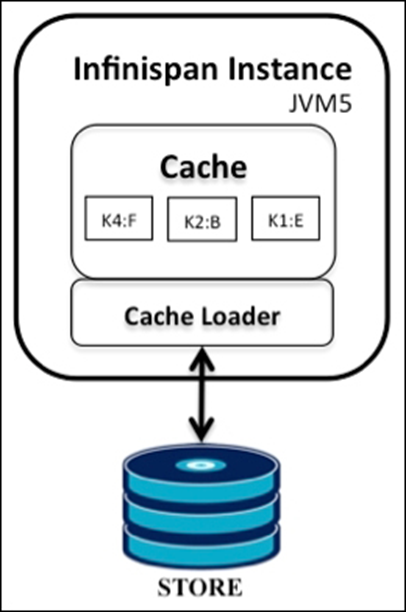 Infinispan Instance
JVM5
Cache
K4:F K2:B K1:E
Cache Loader
STORE